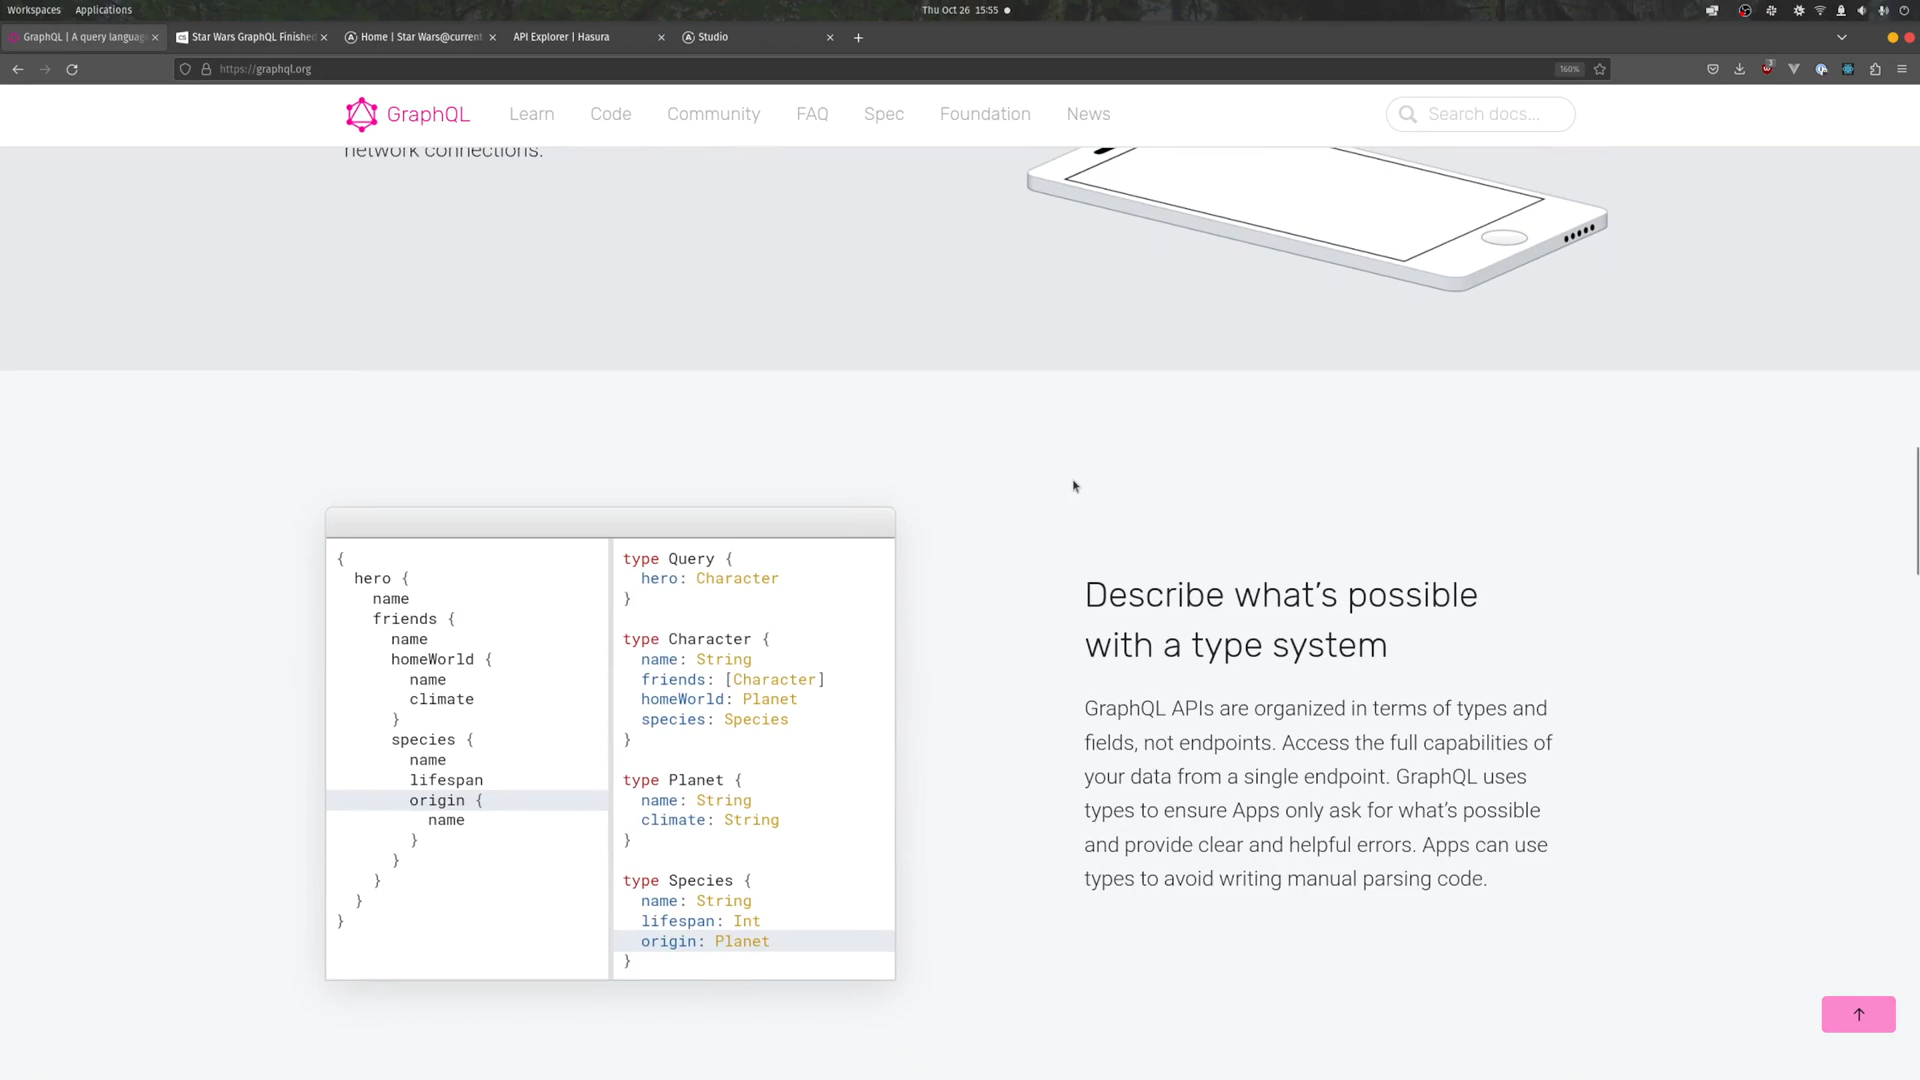 Workspaces Applications Thu Oct 26 15:55
GraphQL | A query language Star Wars GraphQL Finished Home | Star Wars@current API Explorer | Hasura Studio
https://graphql.org 160% 3
GraphQL Learn Code Community FAQ Spec Foundation News Search docs...
network connections.
{
hero {
name
friends {
name
homeWorld {
name
climate
}
species {
name
lifespan
origin {
name
}
}
}
}
}
type Query {
hero: Character
}
type Character {
name: String
friends: [Character]
homeWorld: Planet
species: Species
}
type Planet {
name: String
climate: String
}
type Species {
name: String
lifespan: Int
origin: Planet
}
Describe what’s possible
with a type system
GraphQL APIs are organized in terms of types and
fields, not endpoints. Access the full capabilities of
your data from a single endpoint. GraphQL uses
types to ensure Apps only ask for what’s possible
and provide clear and helpful errors. Apps can use
types to avoid writing manual parsing code.